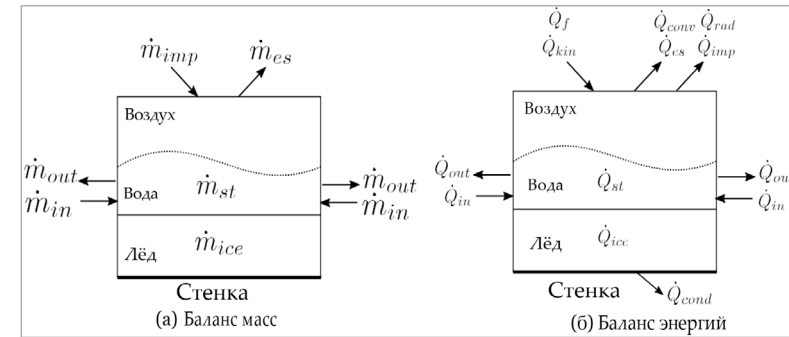 ṁ_imp ṁ_es
Воздух
ṁ_out ṁ_out
Вода ṁ_st
ṁ_in ṁ_in
Лёд ṁ_ice
Стенка
(а) Баланс масс
Q̇_f Q̇_conv Q̇_rad
Q̇_kin Q̇_es Q̇_imp
Воздух
Q̇_out Q̇_ou
Вода Q̇_st
Q̇_in Q̇_in
Лёд Q̇_ice
Стенка Q̇_cond
(б) Баланс энергий